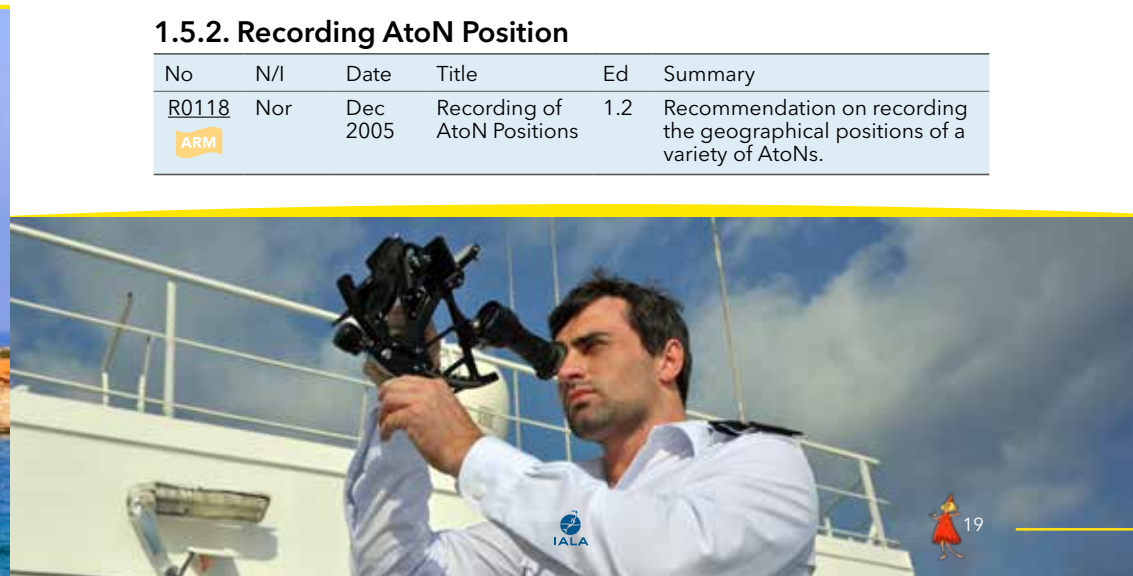 1.5.2. Recording AtoN Position
No N/I Date Title Ed Summary
R0118 Nor Dec Recording of 1.2 Recommendation on recording
2005 AtoN Positions the geographical positions of a
ARM variety of AtoNs.
IALA
19